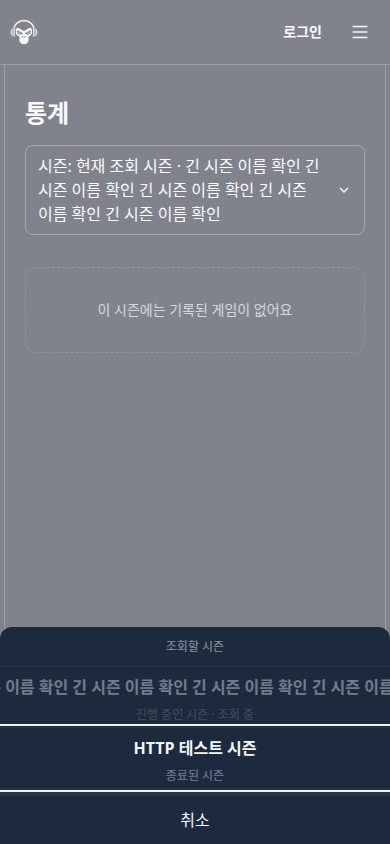 로그인
통계
시즌: 현재 조회 시즌 · 긴 시즌 이름 확인 긴
시즌 이름 확인 긴 시즌 이름 확인 긴 시즌
이름 확인 긴 시즌 이름 확인
이 시즌에는 기록된 게임이 없어요
조회할 시즌
이름 확인 긴 시즌 이름 확인 긴 시즌 이름 확인 긴 시즌 이름
진행 중인 시즌 · 조회 중
HTTP 테스트 시즌
종료된 시즌
취소